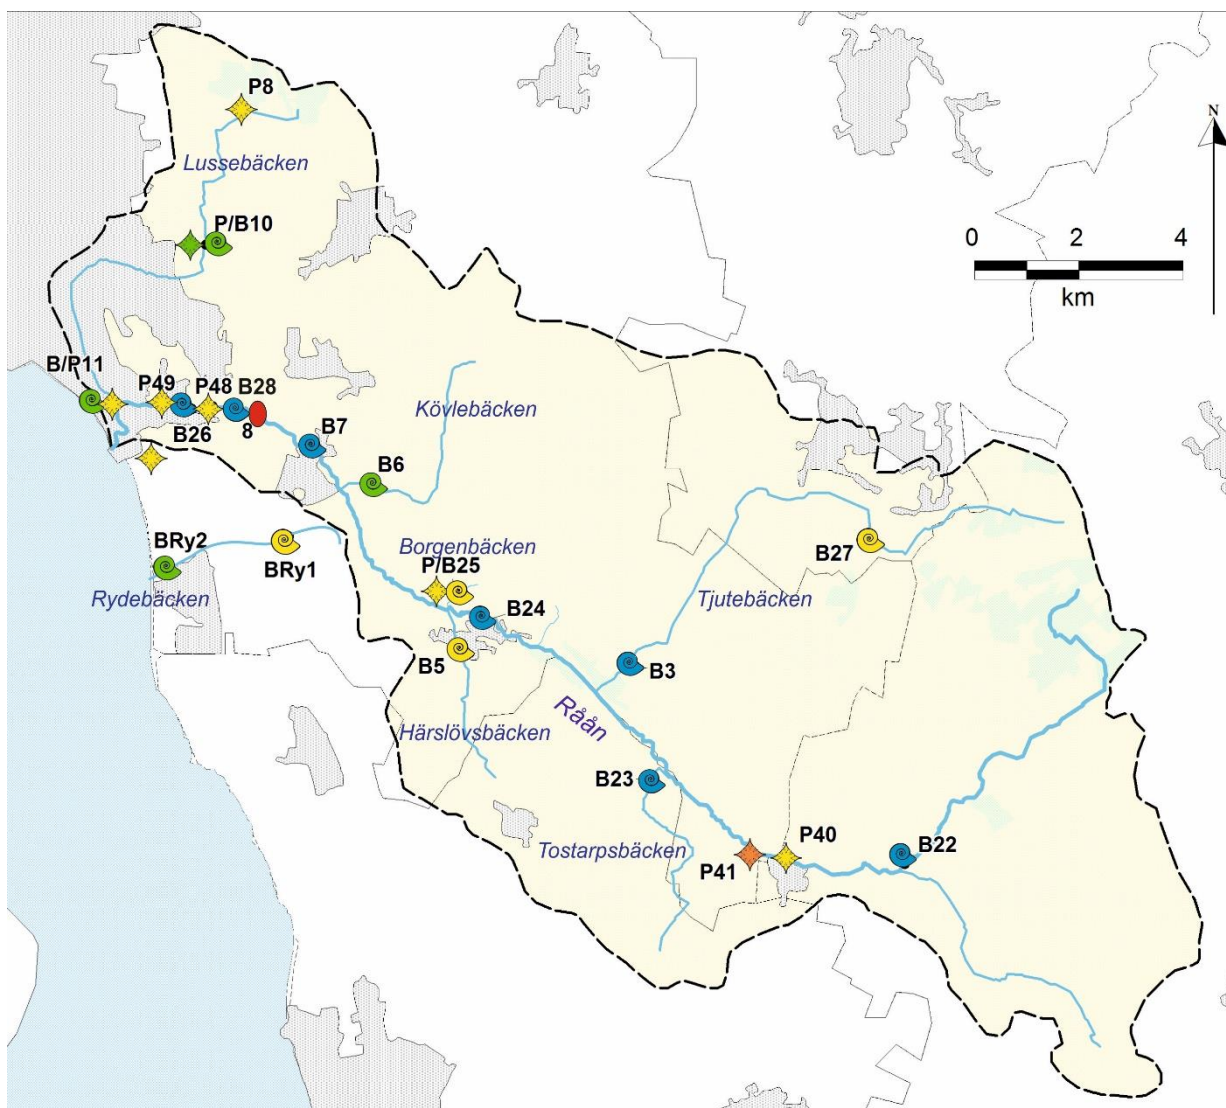 P8
N
Lussebäcken
P/B10
0 2 4
km
B/P11
P49
P48
B28
B26
8
B7
Kövlebäcken
B6
BRy2
BRy1
Rydebäcken
Borgenbäcken
P/B25
B24
B27
Tjutebäcken
B5
B3
Råån
Härslövsbäcken
B23
Tostarpsbäcken
P41
P40
B22